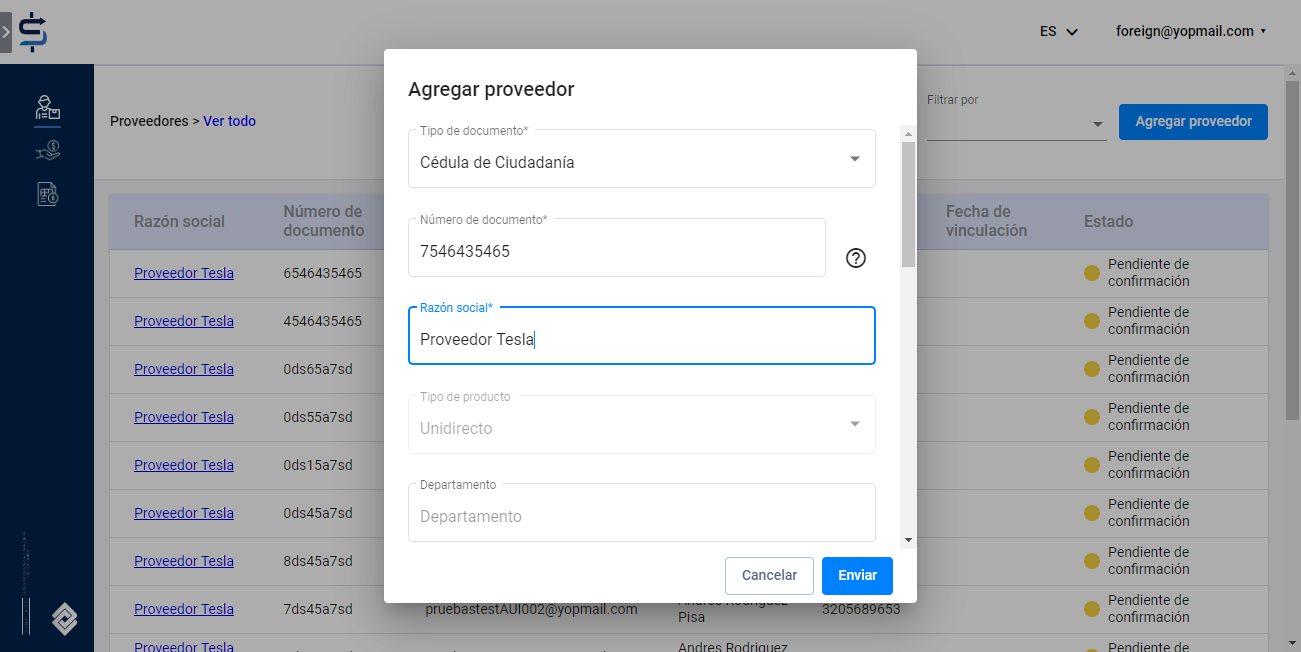 ES
foreign@yopmail.com
Proveedores > Ver todo
Filtrar por
Agregar proveedor
Razón social
Número de documento
Fecha de vinculación
Estado
Proveedor Tesla
6546435465
Pendiente de confirmación
Proveedor Tesla
4546435465
Pendiente de confirmación
Proveedor Tesla
0ds65a7sd
Pendiente de confirmación
Proveedor Tesla
0ds55a7sd
Pendiente de confirmación
Proveedor Tesla
0ds15a7sd
Pendiente de confirmación
Proveedor Tesla
0ds45a7sd
Pendiente de confirmación
Proveedor Tesla
8ds45a7sd
Pendiente de confirmación
Proveedor Tesla
7ds45a7sd
pruebastestAUI002@yopmail.com
Andres Rodriguez Pisa
3205689653
Pendiente de confirmación
Proveedor Tesla
Andres Rodriguez
Pendiente de
Agregar proveedor
Tipo de documento*
Cédula de Ciudadanía
Número de documento*
7546435465
Razón social*
Proveedor Tesla
Tipo de producto
Unidirecto
Departamento
Departamento
Cancelar
Enviar